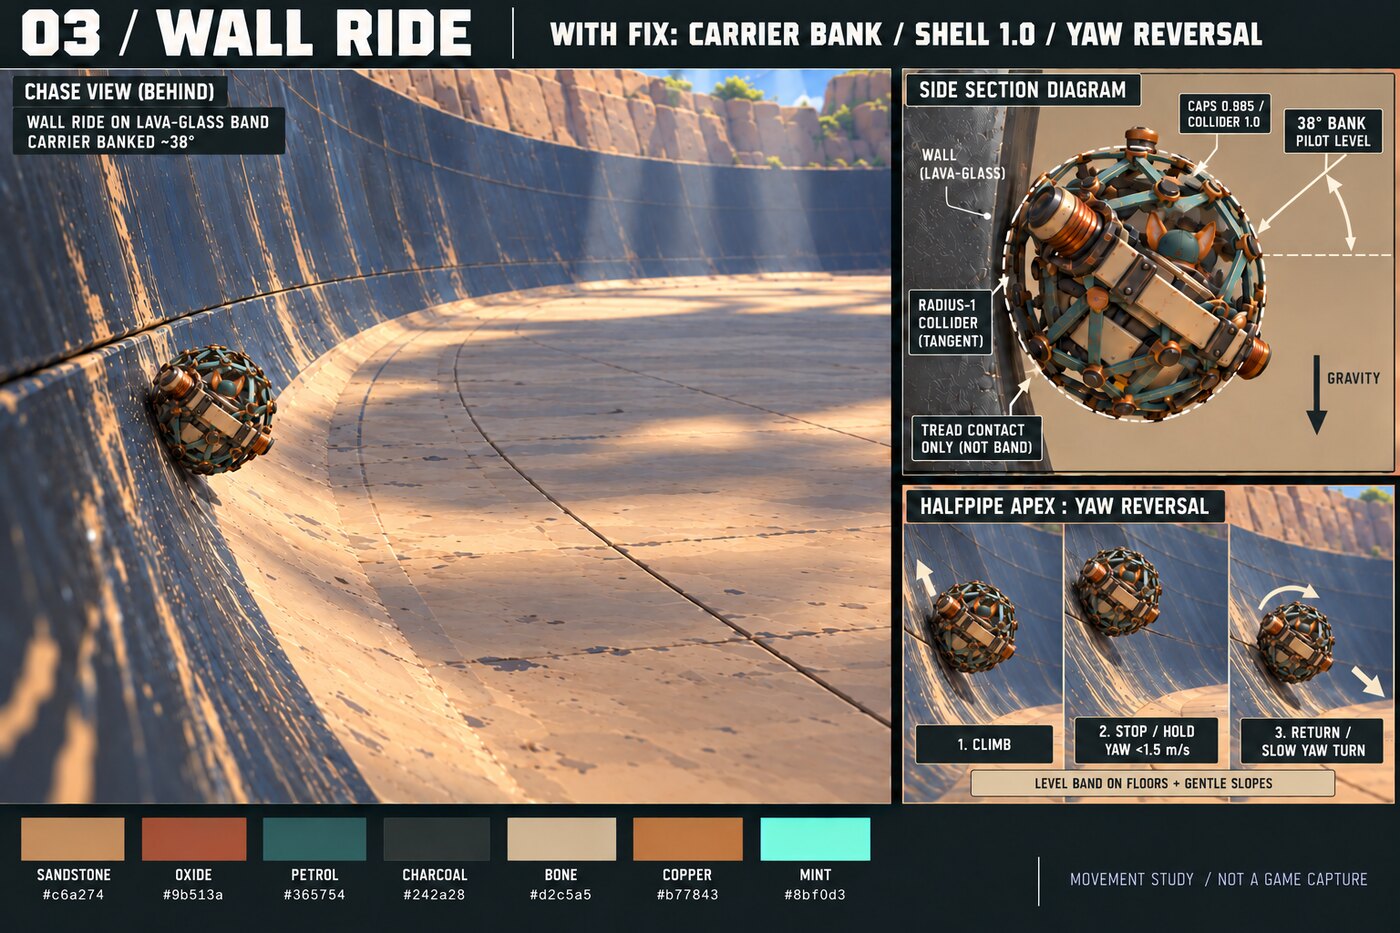 03 / WALL RIDE
WITH FIX: CARRIER BANK / SHELL 1.0 / YAW REVERSAL
CHASE VIEW (BEHIND)
WALL RIDE ON LAVA-GLASS BAND
CARRIER BANKED ~38°
SIDE SECTION DIAGRAM
CAPS 0.985 /
COLLIDER 1.0
38° BANK
PILOT LEVEL
WALL
(LAVA-GLASS)
RADIUS-1
COLLIDER
(TANGENT)
GRAVITY
TREAD CONTACT
ONLY (NOT BAND)
HALFPIPE APEX : YAW REVERSAL
1. CLIMB
2. STOP / HOLD
YAW <1.5 m/s
3. RETURN /
SLOW YAW TURN
LEVEL BAND ON FLOORS + GENTLE SLOPES
SANDSTONE
#c6a274
OXIDE
#9b513a
PETROL
#365754
CHARCOAL
#242a28
BONE
#d2c5a5
COPPER
#b77843
MINT
#8bf0d3
MOVEMENT STUDY / NOT A GAME CAPTURE